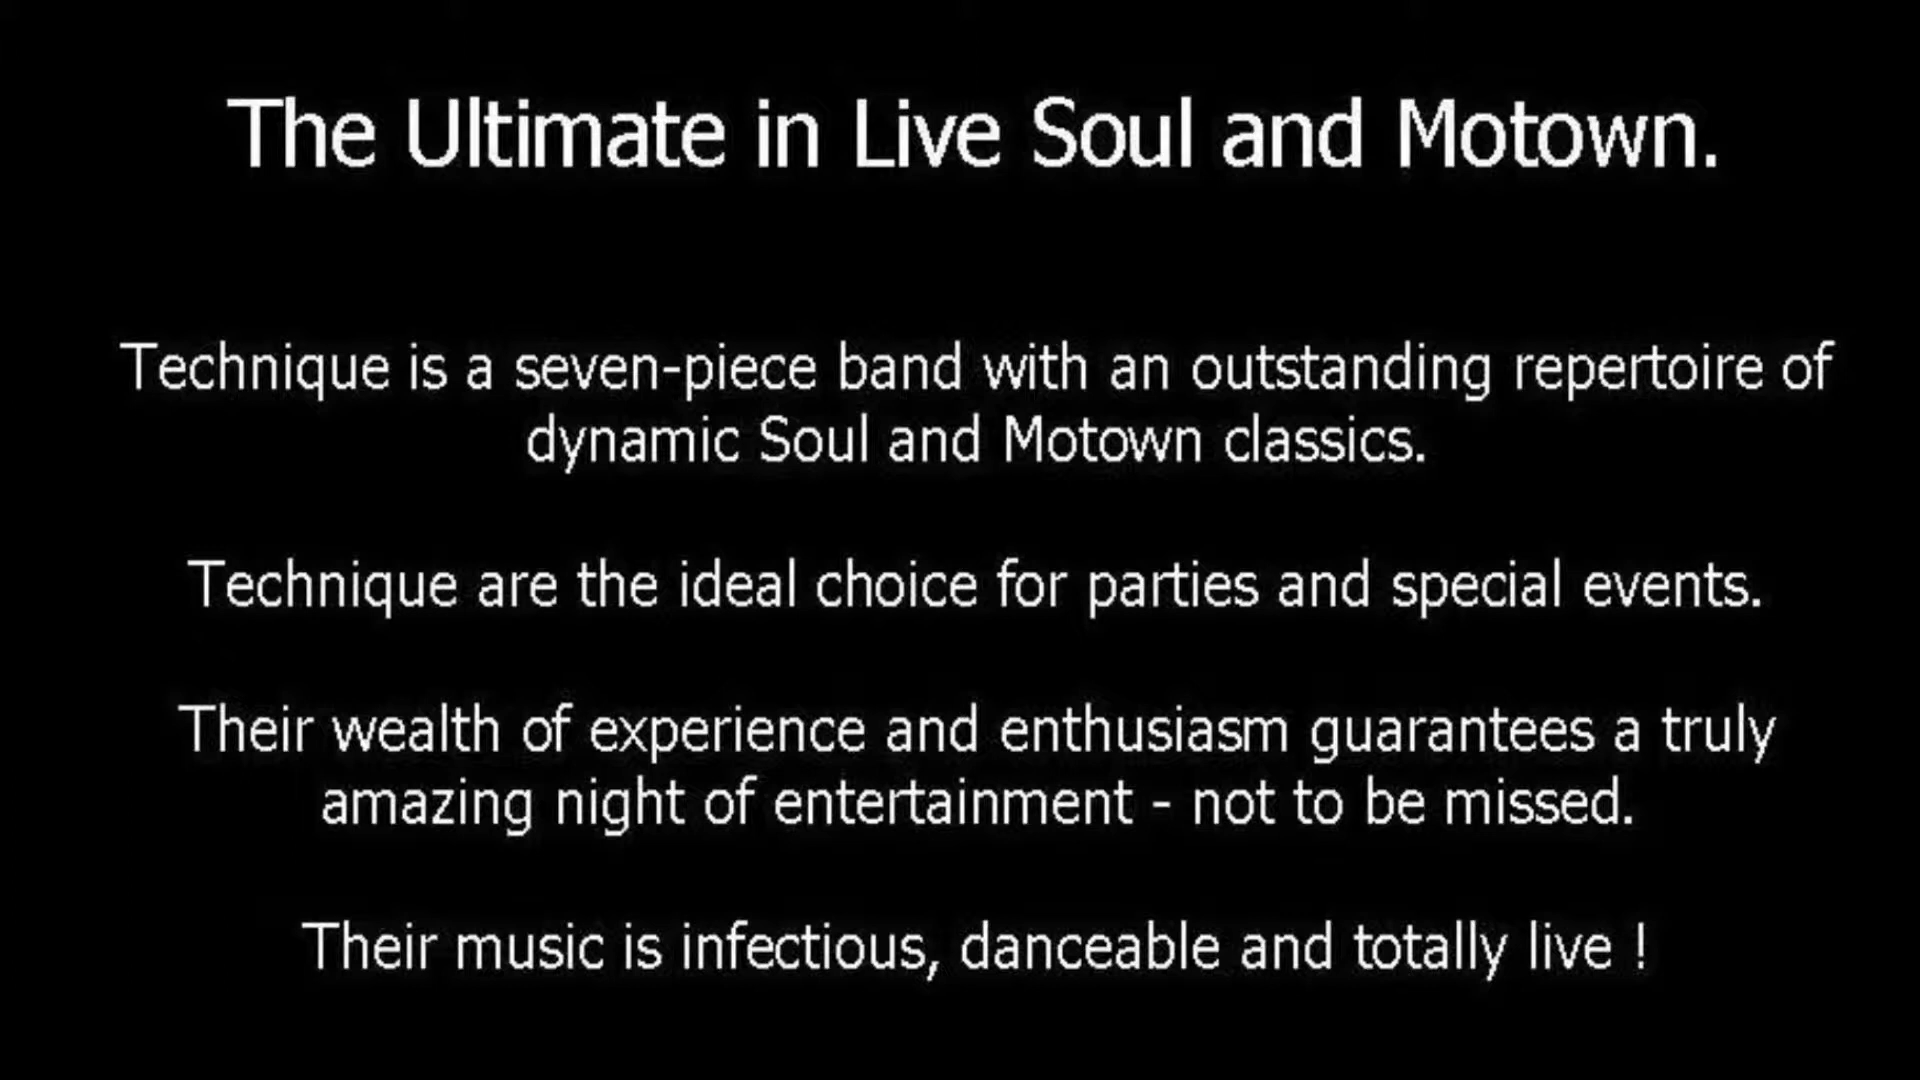 The Ultimate in Live Soul and Motown.
Technique is a seven-piece band with an outstanding repertoire of
dynamic Soul and Motown classics.
Technique are the ideal choice for parties and special events.
Their wealth of experience and enthusiasm guarantees a truly
amazing night of entertainment - not to be missed.
Their music is infectious, danceable and totally live !